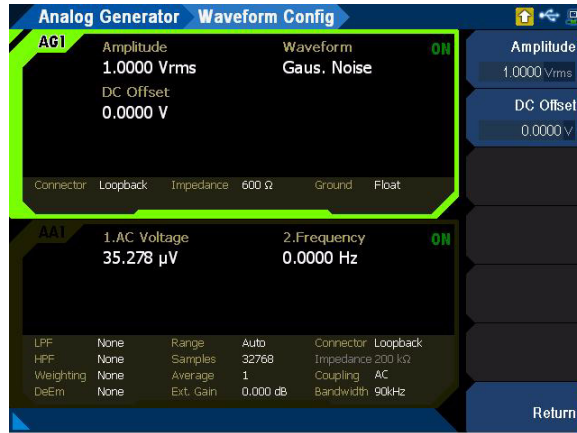 Analog Generator Waveform Config
AG1
Amplitude Waveform ON
1.0000 Vrms Gaus. Noise
DC Offset
0.0000 V
Connector Loopback Impedance 600 Ω Ground Float
AA1
1.AC Voltage 2.Frequency ON
35.278 µV 0.0000 Hz
LPF None Range Auto Connector Loopback
HPF None Samples 32768 Impedance 200 kΩ
Weighting None Average 1 Coupling AC
DeEm None Ext. Gain 0.000 dB Bandwidth 90kHz
Amplitude
1.0000 Vrms
DC Offset
0.0000 V
Return